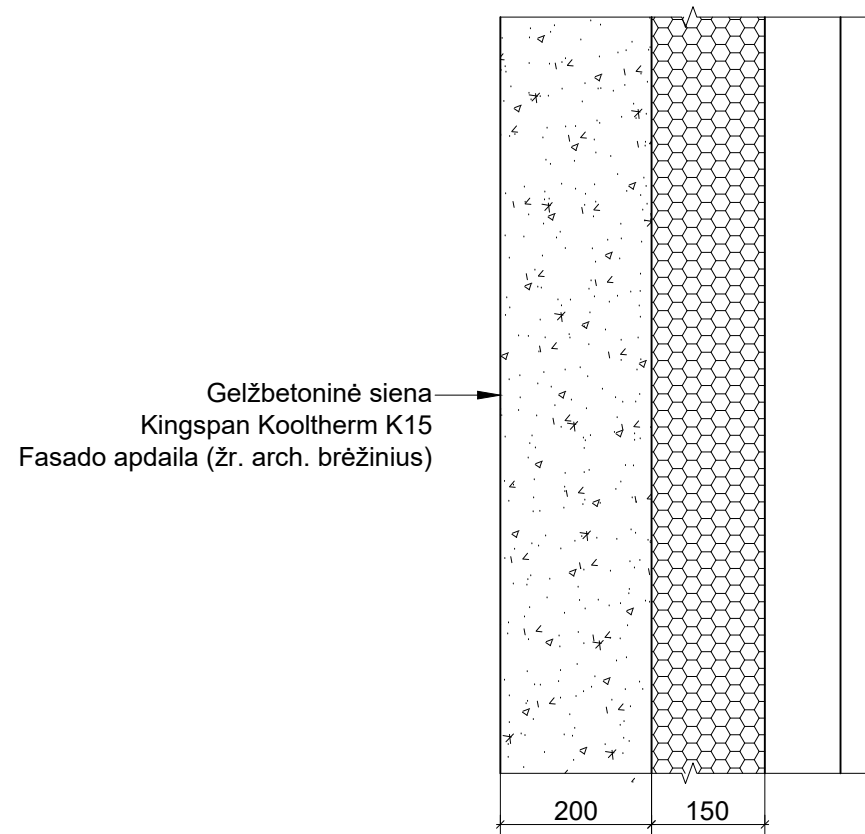 Gelžbetoninė siena
Kingspan Kooltherm K15
Fasado apdaila (žr. arch. brėžinius)
200
150